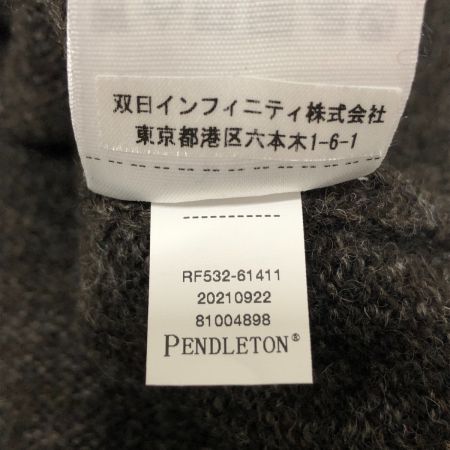 双日インフィニティ株式会社
東京都港区六本木1-6-1
RF532-61411
20210922
81004898
PENDLETON®